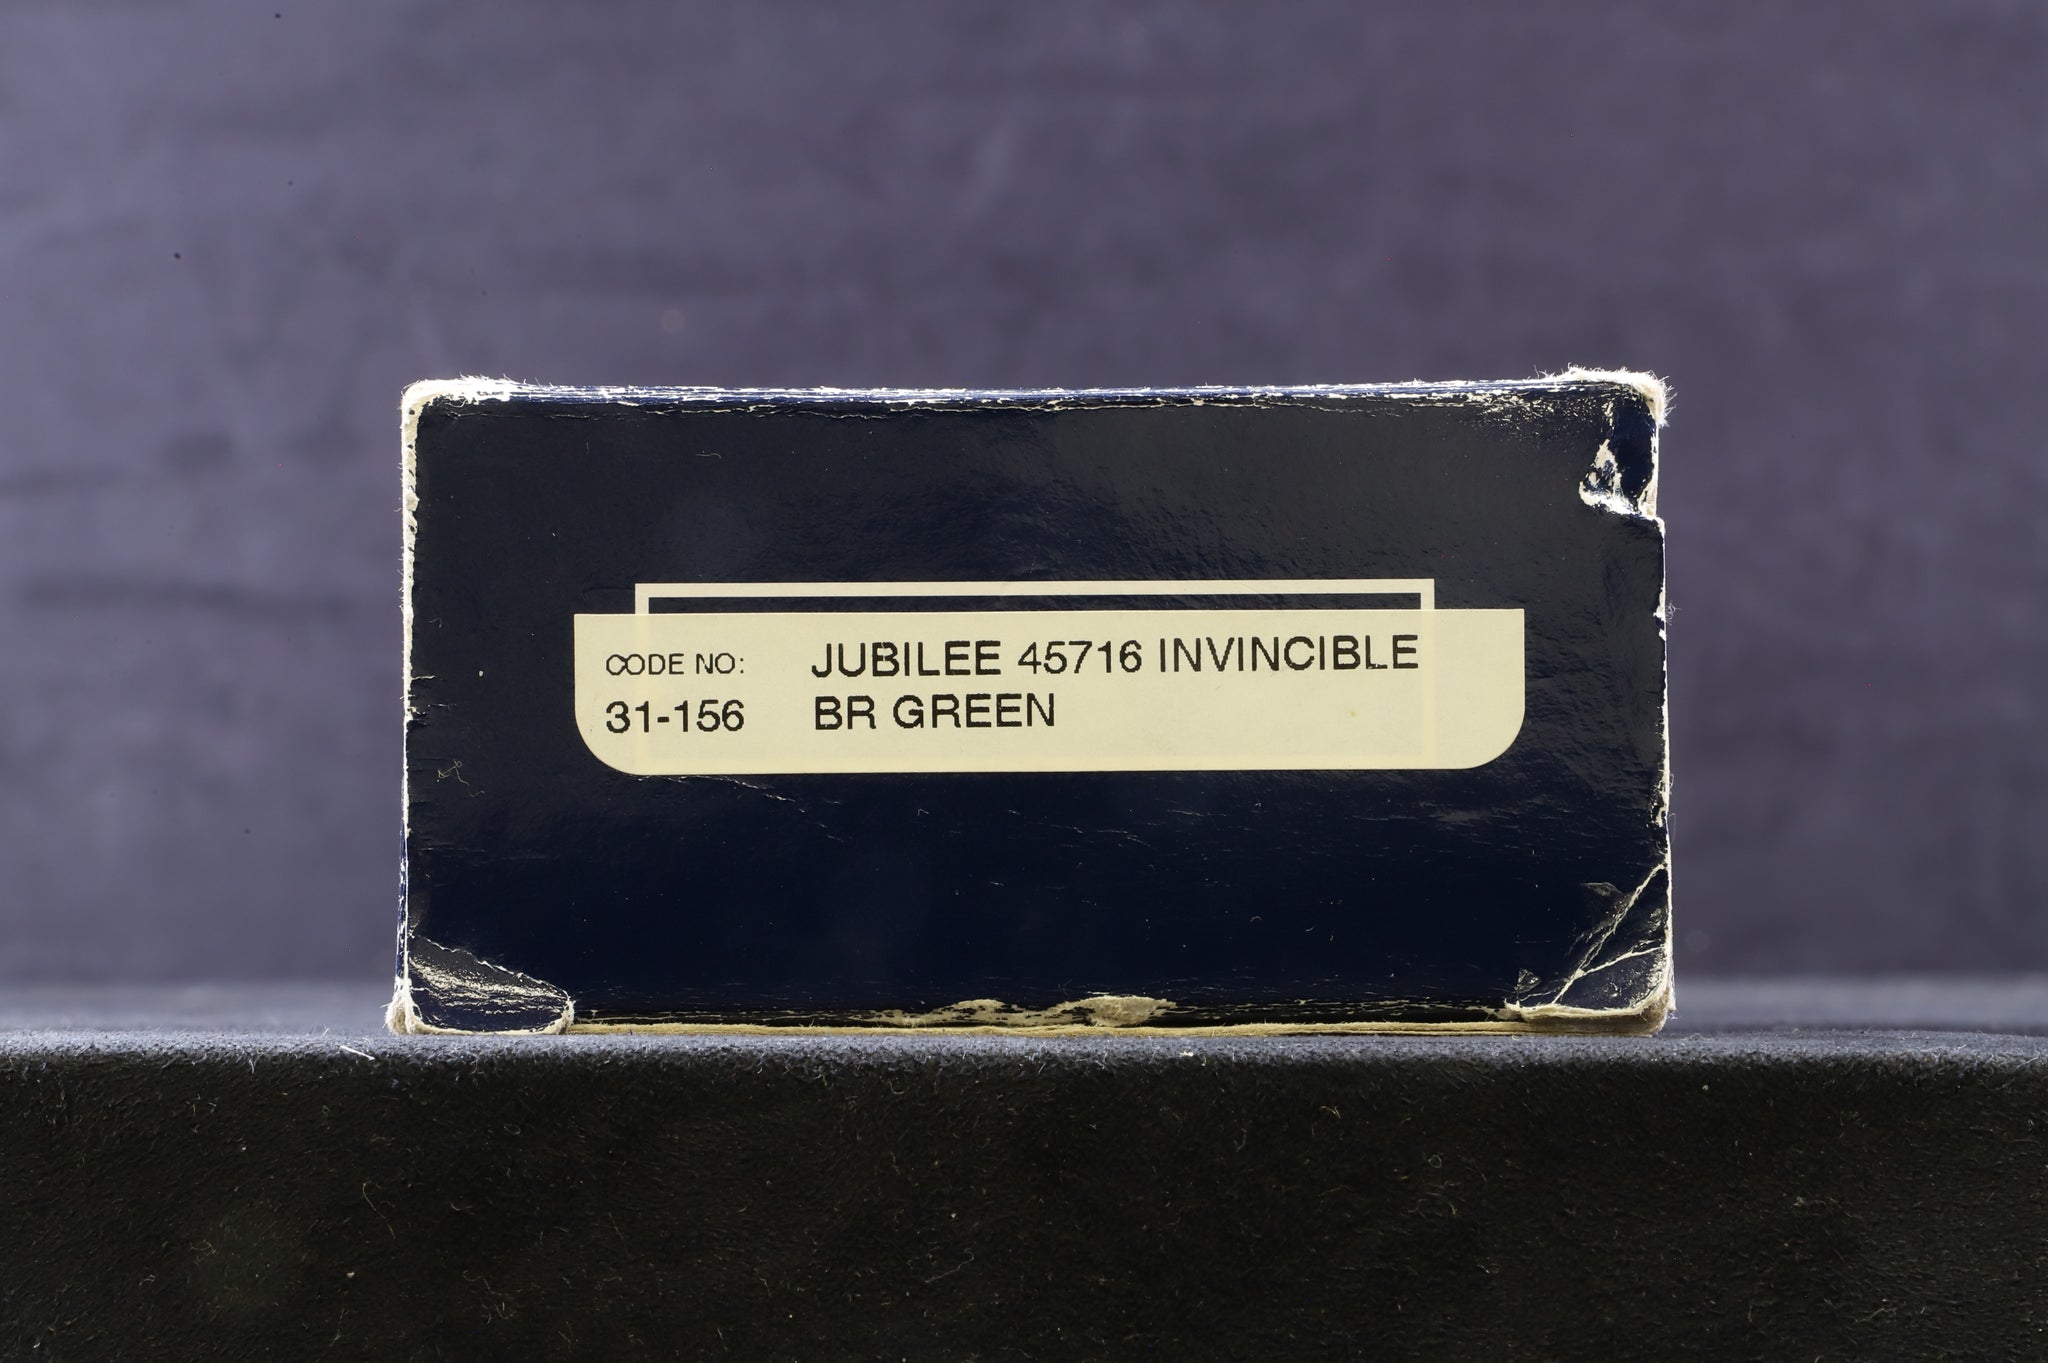 CODE NO:
31-156
JUBILEE 45716 INVINCIBLE
BR GREEN